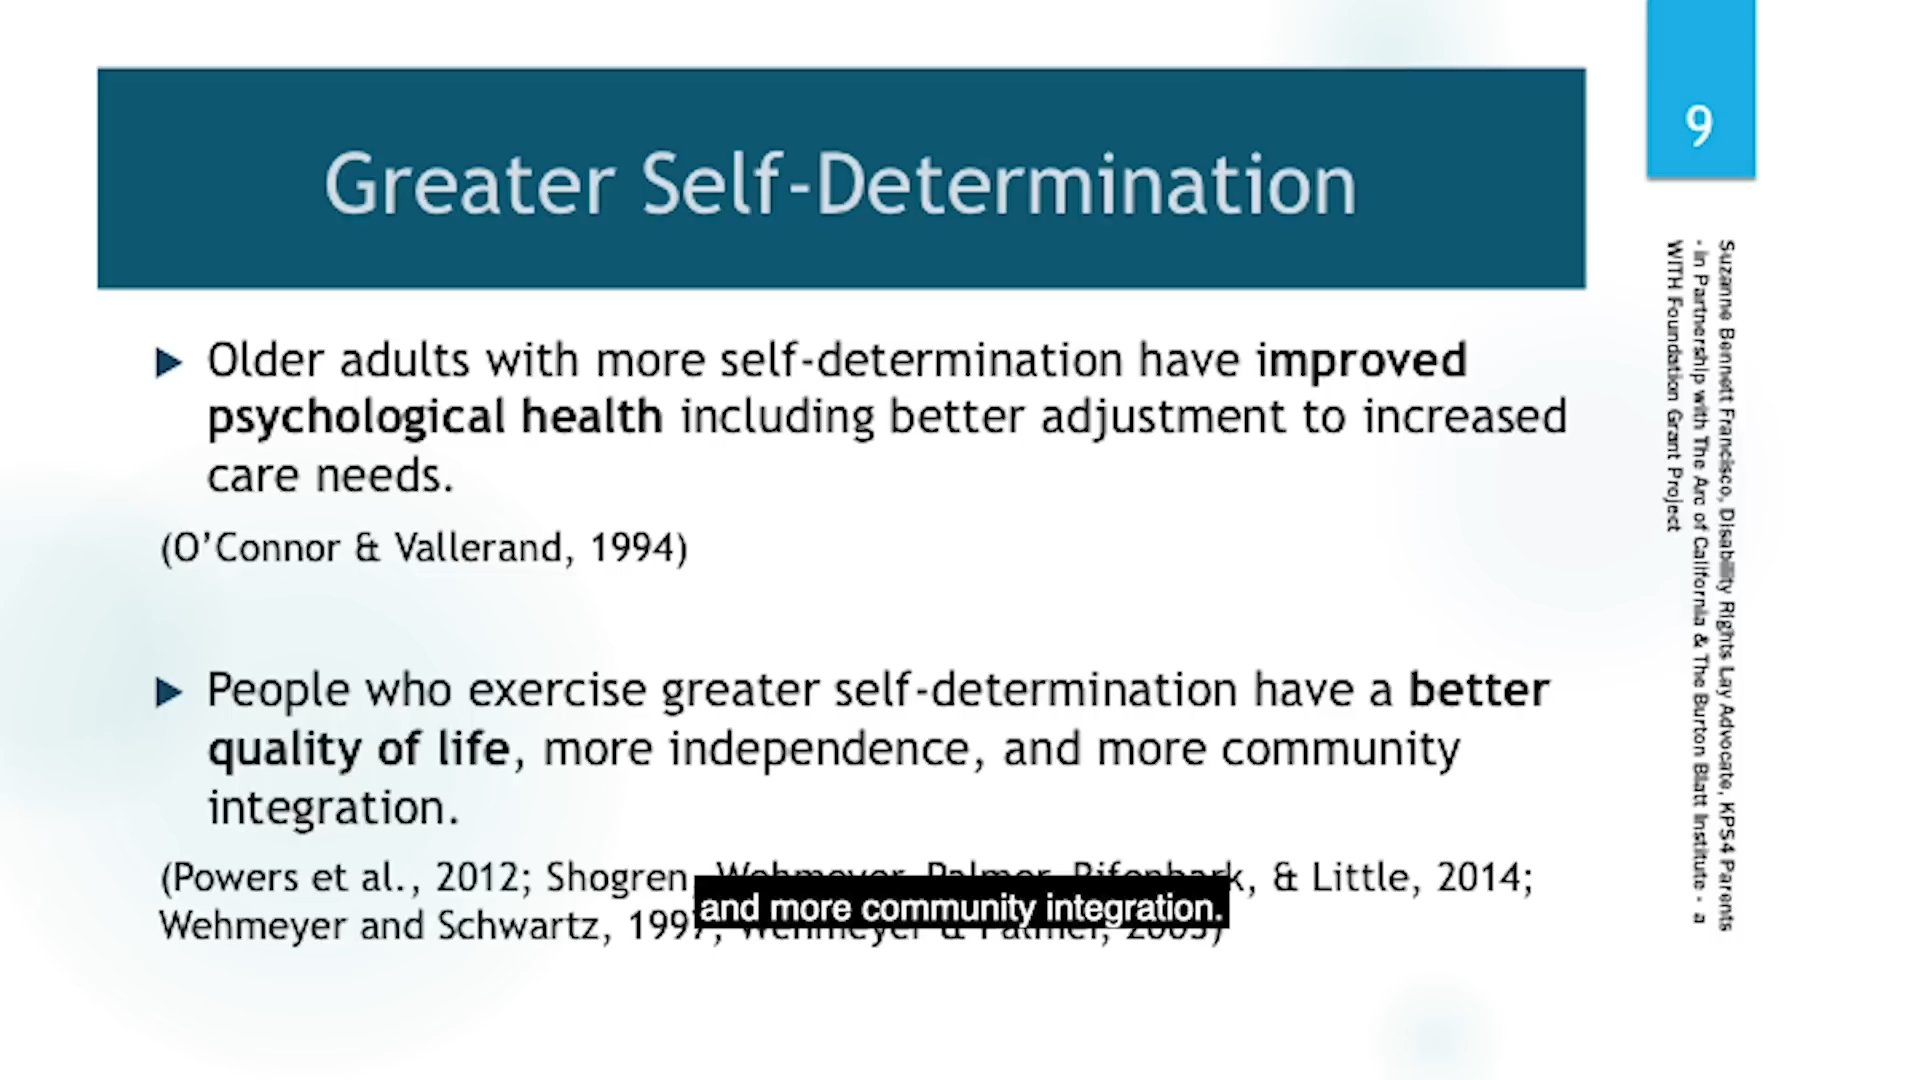 Greater Self-Determination
9
Older adults with more self-determination have improved
psychological health including better adjustment to increased
care needs.
(O’Connor & Vallerand, 1994)
People who exercise greater self-determination have a better
quality of life, more independence, and more community
integration.
(Powers et al., 2012; Shogren, Wehmeyer, Palmer, Rifenbark, & Little, 2014;
Wehmeyer and Schwartz, 1997; Wehmeyer & Palmer, 2003)
and more community integration.
Suzanne Bennett Francisco, Disability Rights Lay Advocate, KPS4 Parents
- in Partnership with The Arc of California & The Burton Blatt Institute - a
WITH Foundation Grant Project